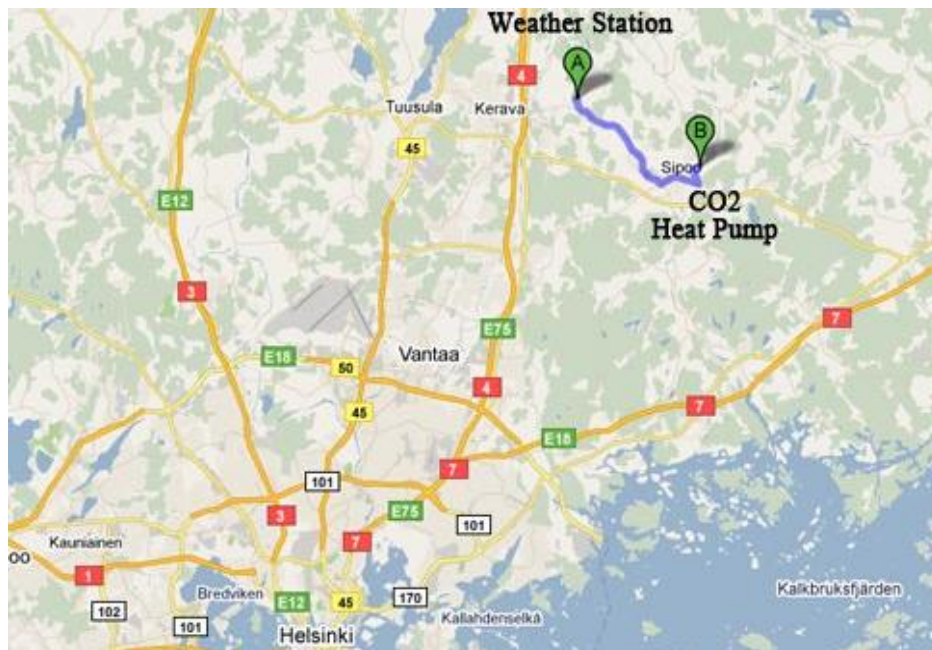 Weather Station
A
4
Tuusula
Kerava
45
B
Sipoo
E12
CO2
Heat Pump
3
7
E75
Vantaa
E18
50
4
7
45
E18
7
101
E75
3
101
7
Kauniainen
oo
1
Bredviken
170
Kalkbruksfjärden
102
E12
45
Kallahdenselkä
101
Helsinki